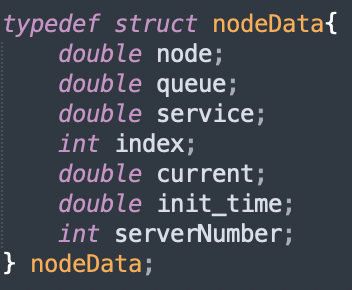 typedef struct nodeData{
    double node;
    double queue;
    double service;
    int index;
    double current;
    double init_time;
    int serverNumber;
} nodeData;